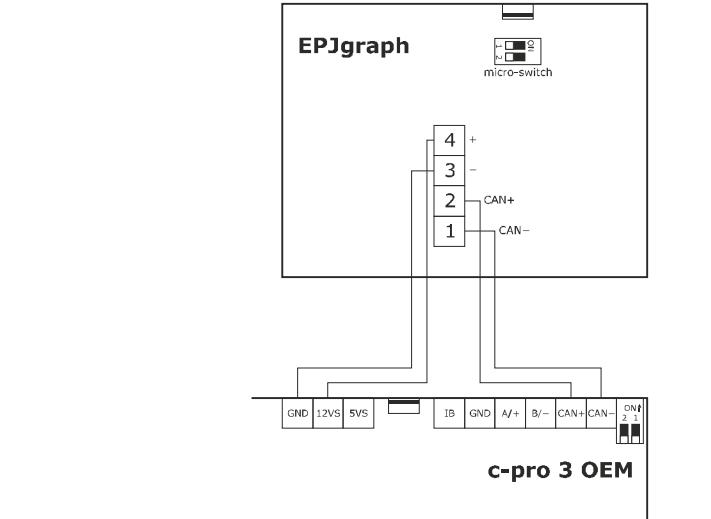 EPJgraph
1 ON
2
micro-switch
4 +
3 −
2 CAN+
1 CAN−
GND 12VS 5VS IB GND A/+ B/− CAN+ CAN−
ON
2 1
c-pro 3 OEM